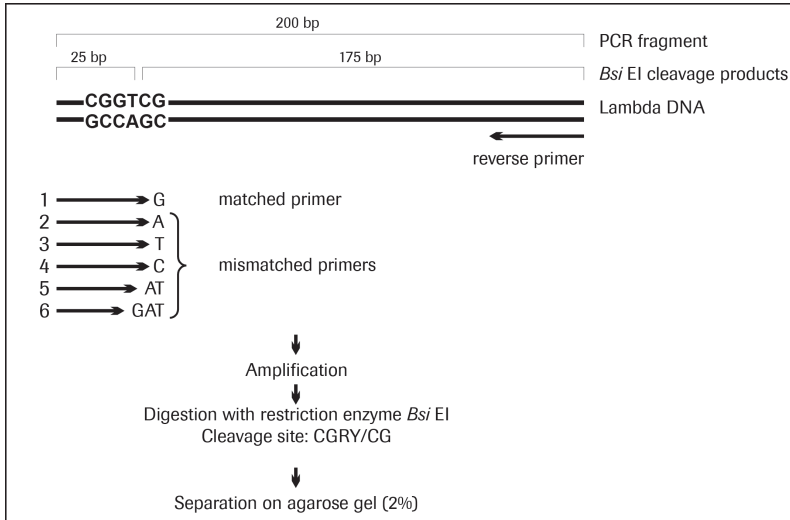 200 bp
PCR fragment
25 bp 175 bp
Bsi EI cleavage products
CGGTCG
Lambda DNA
GCCAGC
reverse primer
1 G matched primer
2 A
3 T
4 C mismatched primers
5 AT
6 GAT
Amplification
Digestion with restriction enzyme Bsi EI
Cleavage site: CGRY/CG
Separation on agarose gel (2%)